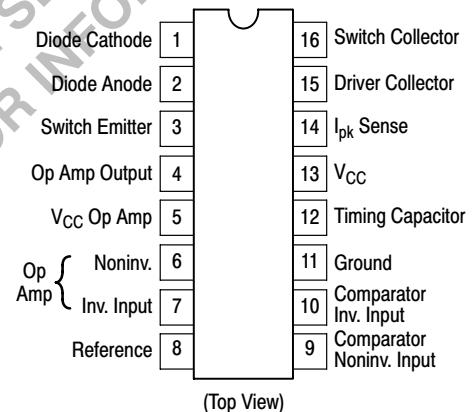 Diode Cathode 1
Diode Anode 2
Switch Emitter 3
Op Amp Output 4
VCC Op Amp 5
Op Amp
Noninv. 6
Inv. Input 7
Reference 8
16 Switch Collector
15 Driver Collector
14 Ipk Sense
13 VCC
12 Timing Capacitor
11 Ground
10 Comparator
Inv. Input
9 Comparator
Noninv. Input
(Top View)
OR INFOR